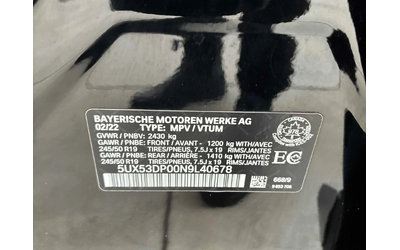 BAYERISCHE MOTOREN WERKE AG
02/22 TYPE: MPV / VTUM
GVWR / PNBV: 2430 kg
GAWR / PNBE: FRONT / AVANT - 1200 kg WITH/AVEC
245/50 R19 TIRES/PNEUS, 7.5J x 19 RIMS/JANTES
GAWR / PNBE: REAR / ARRIÈRE - 1410 kg WITH/AVEC
245/50 R19 TIRES/PNEUS, 7.5J x 19 RIMS/JANTES
5UX53DP00N9L40678
EC
668/9